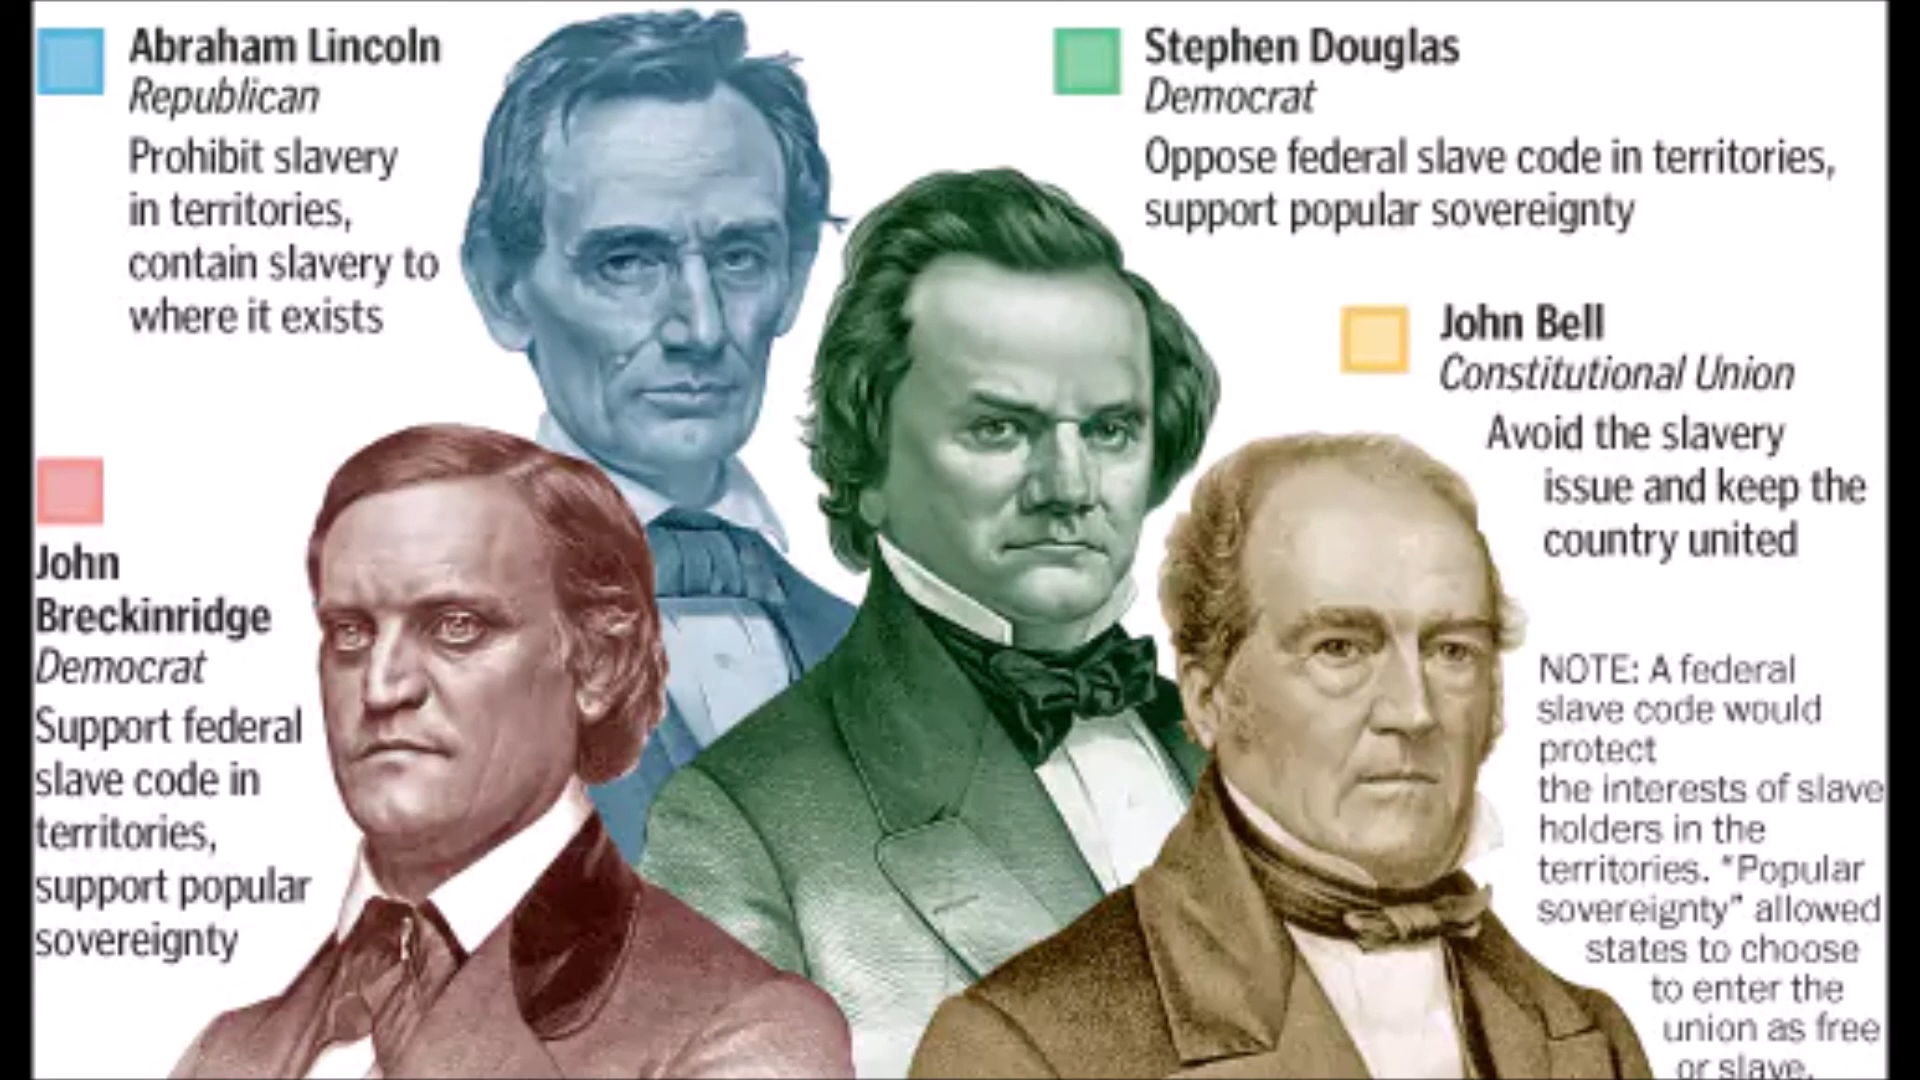 Abraham Lincoln
Republican
Prohibit slavery
in territories,
contain slavery to
where it exists
Stephen Douglas
Democrat
Oppose federal slave code in territories,
support popular sovereignty
John Bell
Constitutional Union
Avoid the slavery
issue and keep the
country united
John
Breckinridge
Democrat
Support federal
slave code in
territories,
support popular
sovereignty
NOTE: A federal
slave code would
protect
the interests of slave
holders in the
territories. “Popular
sovereignty” allowed
states to choose
to enter the
union as free
or slave.